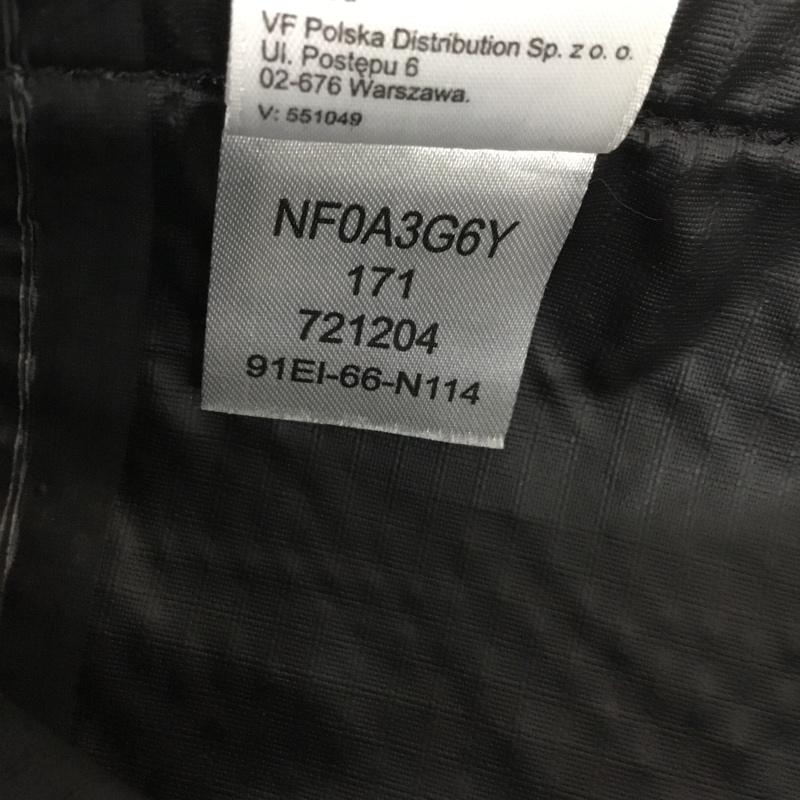 VF Polska Distribution Sp. z o. o.
Ul. Postępu 6
02-676 Warszawa.
V: 551049
NF0A3G6Y
171
721204
91EI-66-N114